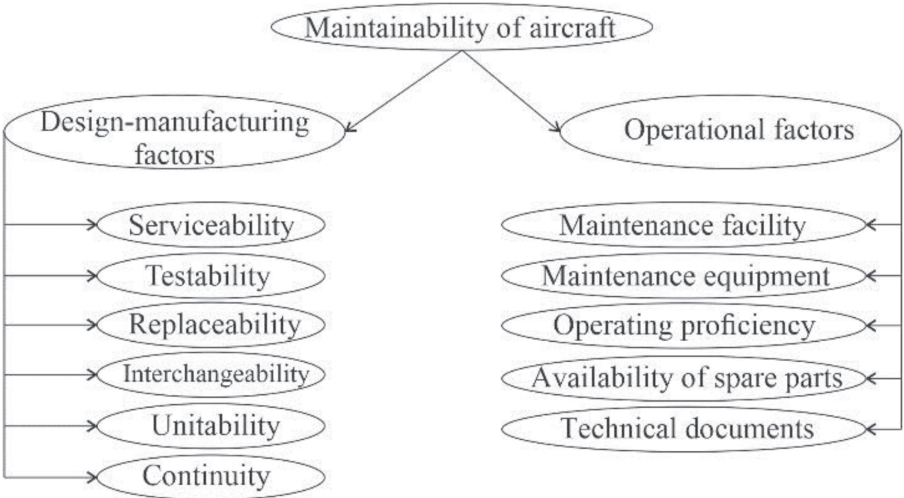 Maintainability of aircraft
Design-manufacturing
factors
Serviceability
Testability
Replaceability
Interchangeability
Unitability
Continuity
Operational factors
Maintenance facility
Maintenance equipment
Operating proficiency
Availability of spare parts
Technical documents